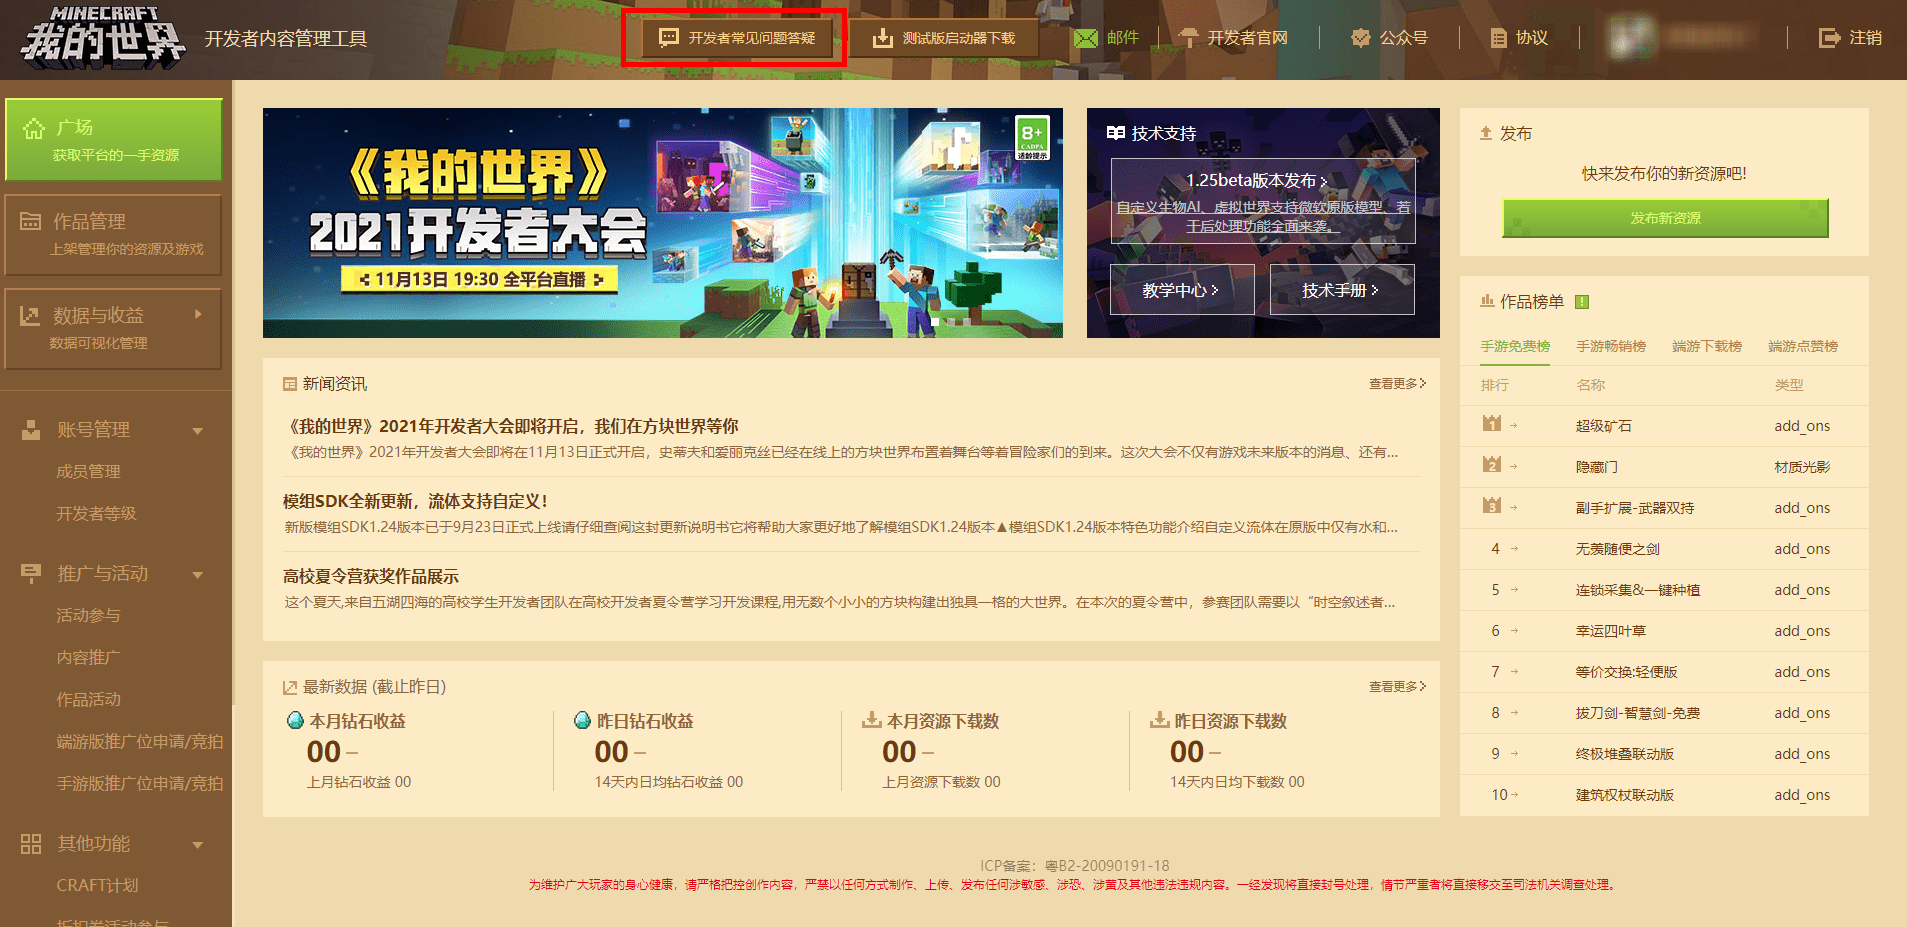 MINECRAFT
我的世界
开发者内容管理工具
开发者常见问题答疑
测试版启动器下载
邮件
开发者官网
公众号
协议
注销
广场
获取平台的一手资源
作品管理
上架管理你的资源及游戏
数据与收益
数据可视化管理
账号管理
成员管理
开发者等级
推广与活动
活动参与
内容推广
作品活动
端游版推广位申请/竞拍
手游版推广位申请/竞拍
其他功能
CRAFT计划
折扣券活动参与
《我的世界》
2021开发者大会
11月13日 19:30 全平台直播
8+
CADPA
适龄提示
技术支持
1.25beta版本发布
自定义生物AI、虚拟世界支持微软原版模型、若
干后处理功能全面来袭。
教学中心
技术手册
新闻资讯
查看更多
《我的世界》2021年开发者大会即将开启，我们在方块世界等你
《我的世界》2021年开发者大会即将在11月13日正式开启，史蒂夫和爱丽克丝已经在线上的方块世界布置着舞台等着冒险家们的到来。这次大会不仅有游戏未来版本的消息、还有...
模组SDK全新更新，流体支持自定义！
新版模组SDK1.24版本已于9月23日正式上线请仔细查阅这封更新说明书它将帮助大家更好地了解模组SDK1.24版本▲模组SDK1.24版本特色功能介绍自定义流体在原版中仅有水和...
高校夏令营获奖作品展示
这个夏天,来自五湖四海的高校学生开发者团队在高校开发者夏令营学习开发课程,用无数个小小的方块构建出独具一格的大世界。在本次的夏令营中，参赛团队需要以“时空叙述者...
最新数据 (截止昨日)
查看更多
本月钻石收益
00 –
上月钻石收益 00
昨日钻石收益
00 –
14天内日均钻石收益 00
本月资源下载数
00 –
上月资源下载数 00
昨日资源下载数
00 –
14天内日均下载数 00
发布
快来发布你的新资源吧!
发布新资源
作品榜单 !
手游免费榜 手游畅销榜 端游下载榜 端游点赞榜
排行 名称 类型
1 超级矿石 add_ons
2 隐藏门 材质光影
3 副手扩展-武器双持 add_ons
4 无羡随便之剑 add_ons
5 连锁采集&一键种植 add_ons
6 幸运四叶草 add_ons
7 等价交换:轻便版 add_ons
8 拔刀剑-智慧剑-免费 add_ons
9 终极堆叠联动版 add_ons
10 建筑权杖联动版 add_ons
ICP备案：粤B2-20090191-18
为维护广大玩家的身心健康，请严格把控创作内容，严禁以任何方式制作、上传、发布任何涉敏感、涉恐、涉黄及其他违法违规内容。一经发现将直接封号处理，情节严重者将直接移交至司法机关调查处理。